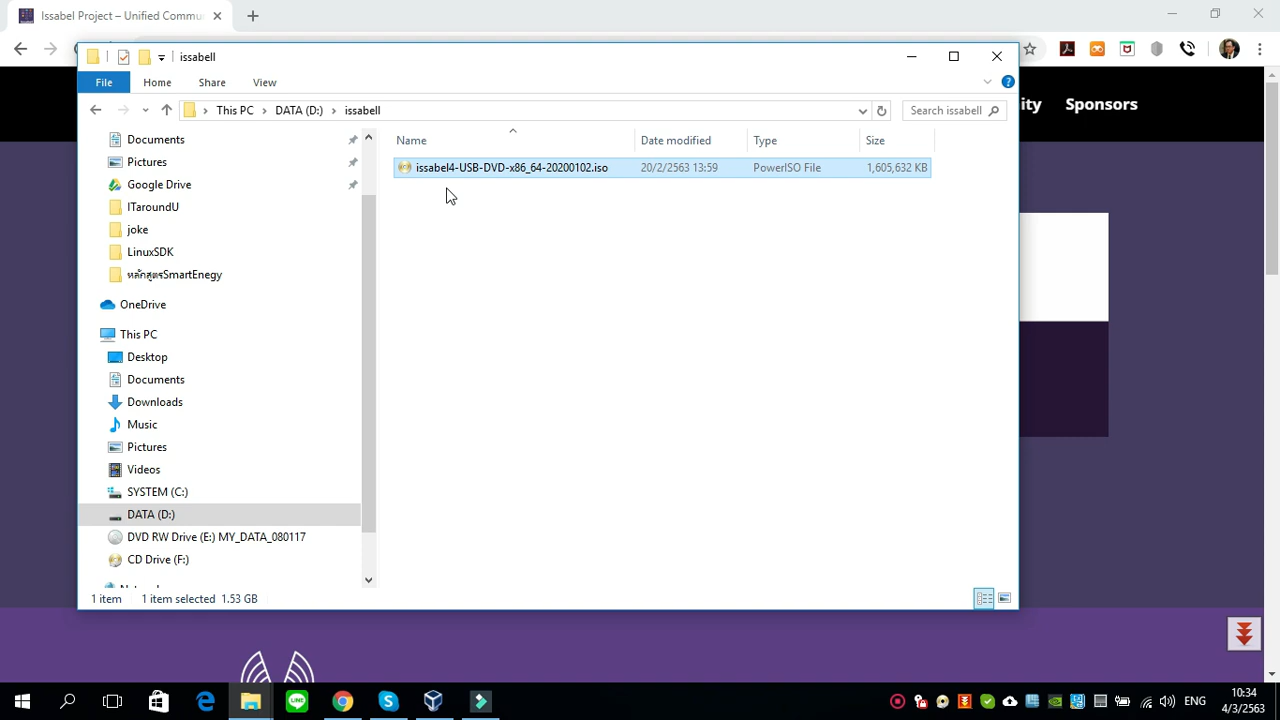 Issabel Project – Unified Commu
issabell
File Home Share View
This PC DATA (D:) issabell
Search issabell
ity Sponsors
Name Date modified Type Size
issabel4-USB-DVD-x86_64-20200102.iso 20/2/2563 13:59 PowerISO File 1,605,632 KB
Documents
Pictures
Google Drive
ITaroundU
joke
LinuxSDK
หลักสูตรSmartEnegy
OneDrive
This PC
Desktop
Documents
Downloads
Music
Pictures
Videos
SYSTEM (C:)
DATA (D:)
DVD RW Drive (E:) MY_DATA_080117
CD Drive (F:)
1 item 1 item selected 1.53 GB
ENG
10:34
4/3/2563